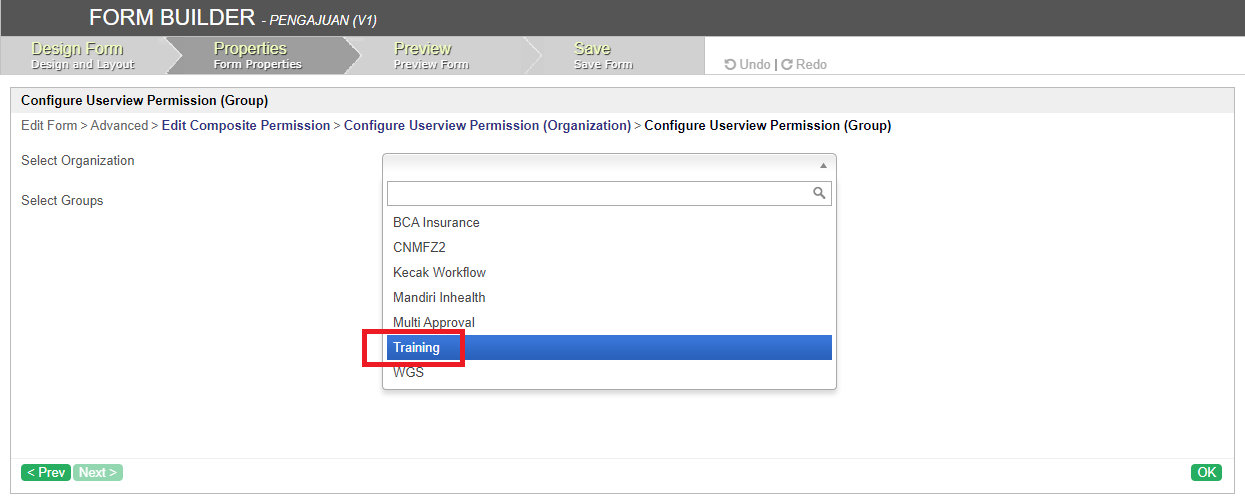 FORM BUILDER - PENGAJUAN (V1)
Design Form Properties Preview Save
Design and Layout Form Properties Preview Form Save Form Undo | Redo
Configure Userview Permission (Group)
Edit Form > Advanced > Edit Composite Permission > Configure Userview Permission (Organization) > Configure Userview Permission (Group)
Select Organization
Select Groups
BCA Insurance
CNMFZ2
Kecak Workflow
Mandiri Inhealth
Multi Approval
Training
WGS
< Prev Next > OK